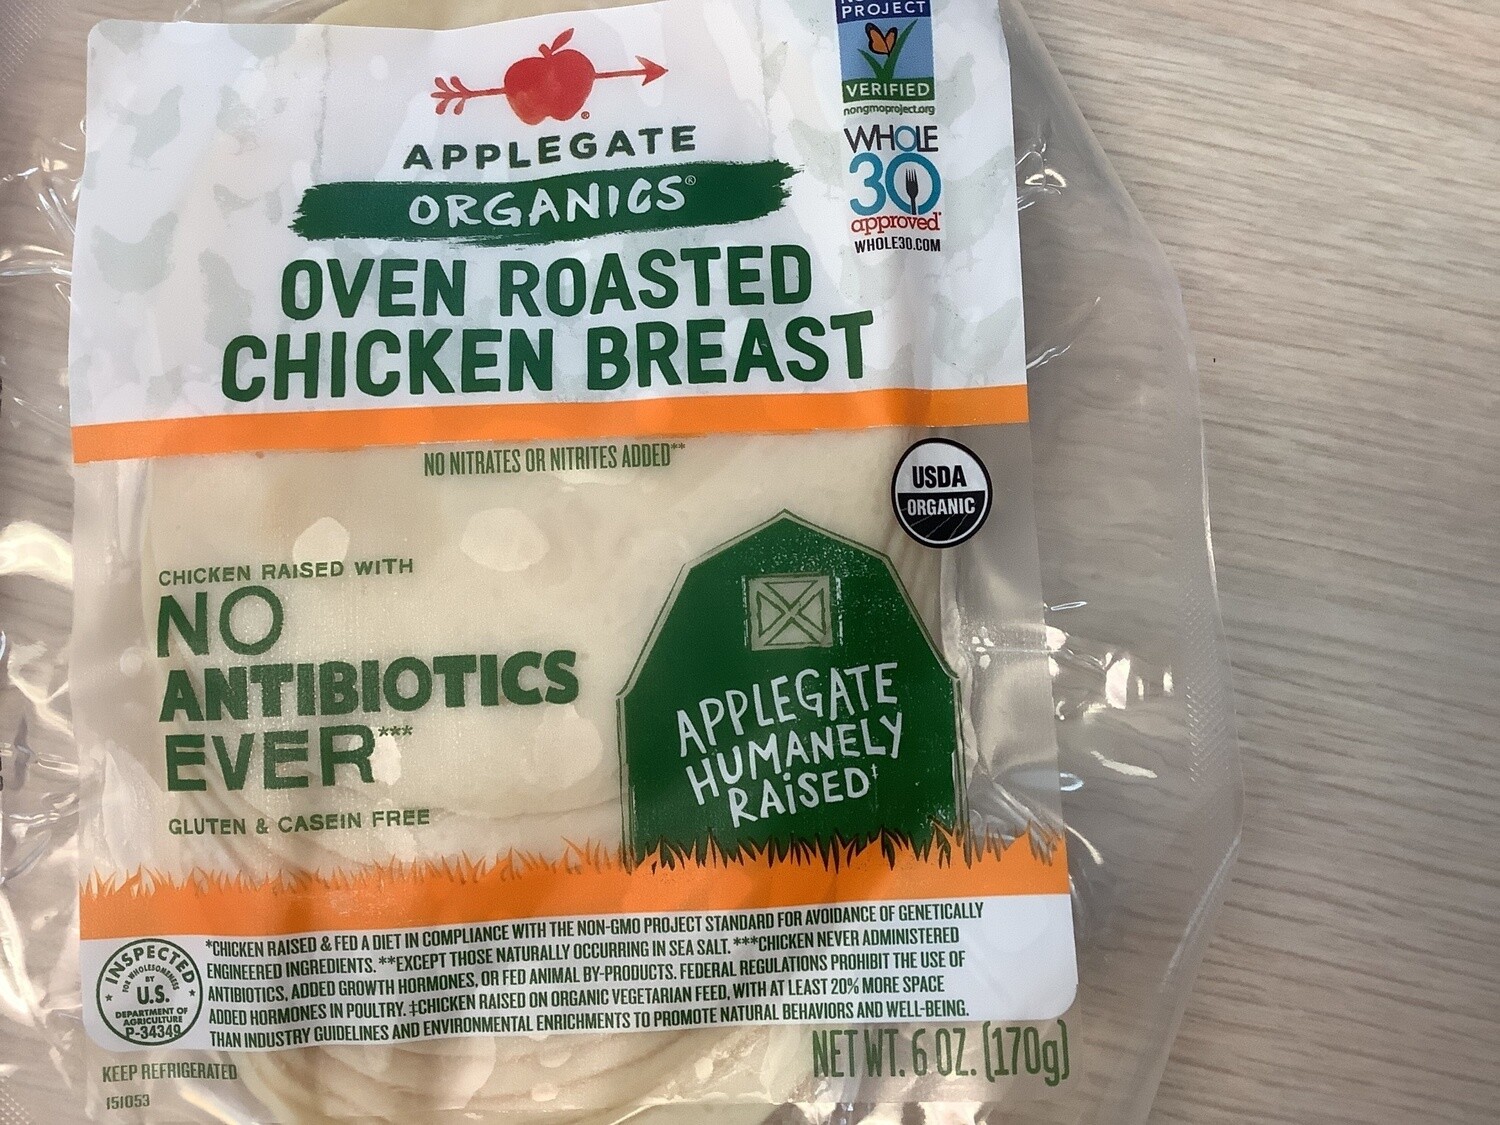 PROJECT
VERIFIED
nongmoproject.org
WHOLE
30
approved®
WHOLE30.COM
APPLEGATE
ORGANICS®
OVEN ROASTED
CHICKEN BREAST
NO NITRATES OR NITRITES ADDED**
USDA
ORGANIC
CHICKEN RAISED WITH
NO
ANTIBIOTICS
EVER***
GLUTEN & CASEIN FREE
APPLEGATE
HUMANELY
RAiSED‡
*CHICKEN RAISED & FED A DIET IN COMPLIANCE WITH THE NON-GMO PROJECT STANDARD FOR AVOIDANCE OF GENETICALLY
ENGINEERED INGREDIENTS. **EXCEPT THOSE NATURALLY OCCURRING IN SEA SALT. ***CHICKEN NEVER ADMINISTERED
ANTIBIOTICS, ADDED GROWTH HORMONES, OR FED ANIMAL BY-PRODUCTS. FEDERAL REGULATIONS PROHIBIT THE USE OF
ADDED HORMONES IN POULTRY. ‡CHICKEN RAISED ON ORGANIC VEGETARIAN FEED, WITH AT LEAST 20% MORE SPACE
THAN INDUSTRY GUIDELINES AND ENVIRONMENTAL ENRICHMENTS TO PROMOTE NATURAL BEHAVIORS AND WELL-BEING.
INSPECTED
FOR WHOLESOMENESS
BY
U.S.
DEPARTMENT OF
AGRICULTURE
P-34349
NET WT. 6 OZ. (170g)
KEEP REFRIGERATED
151053